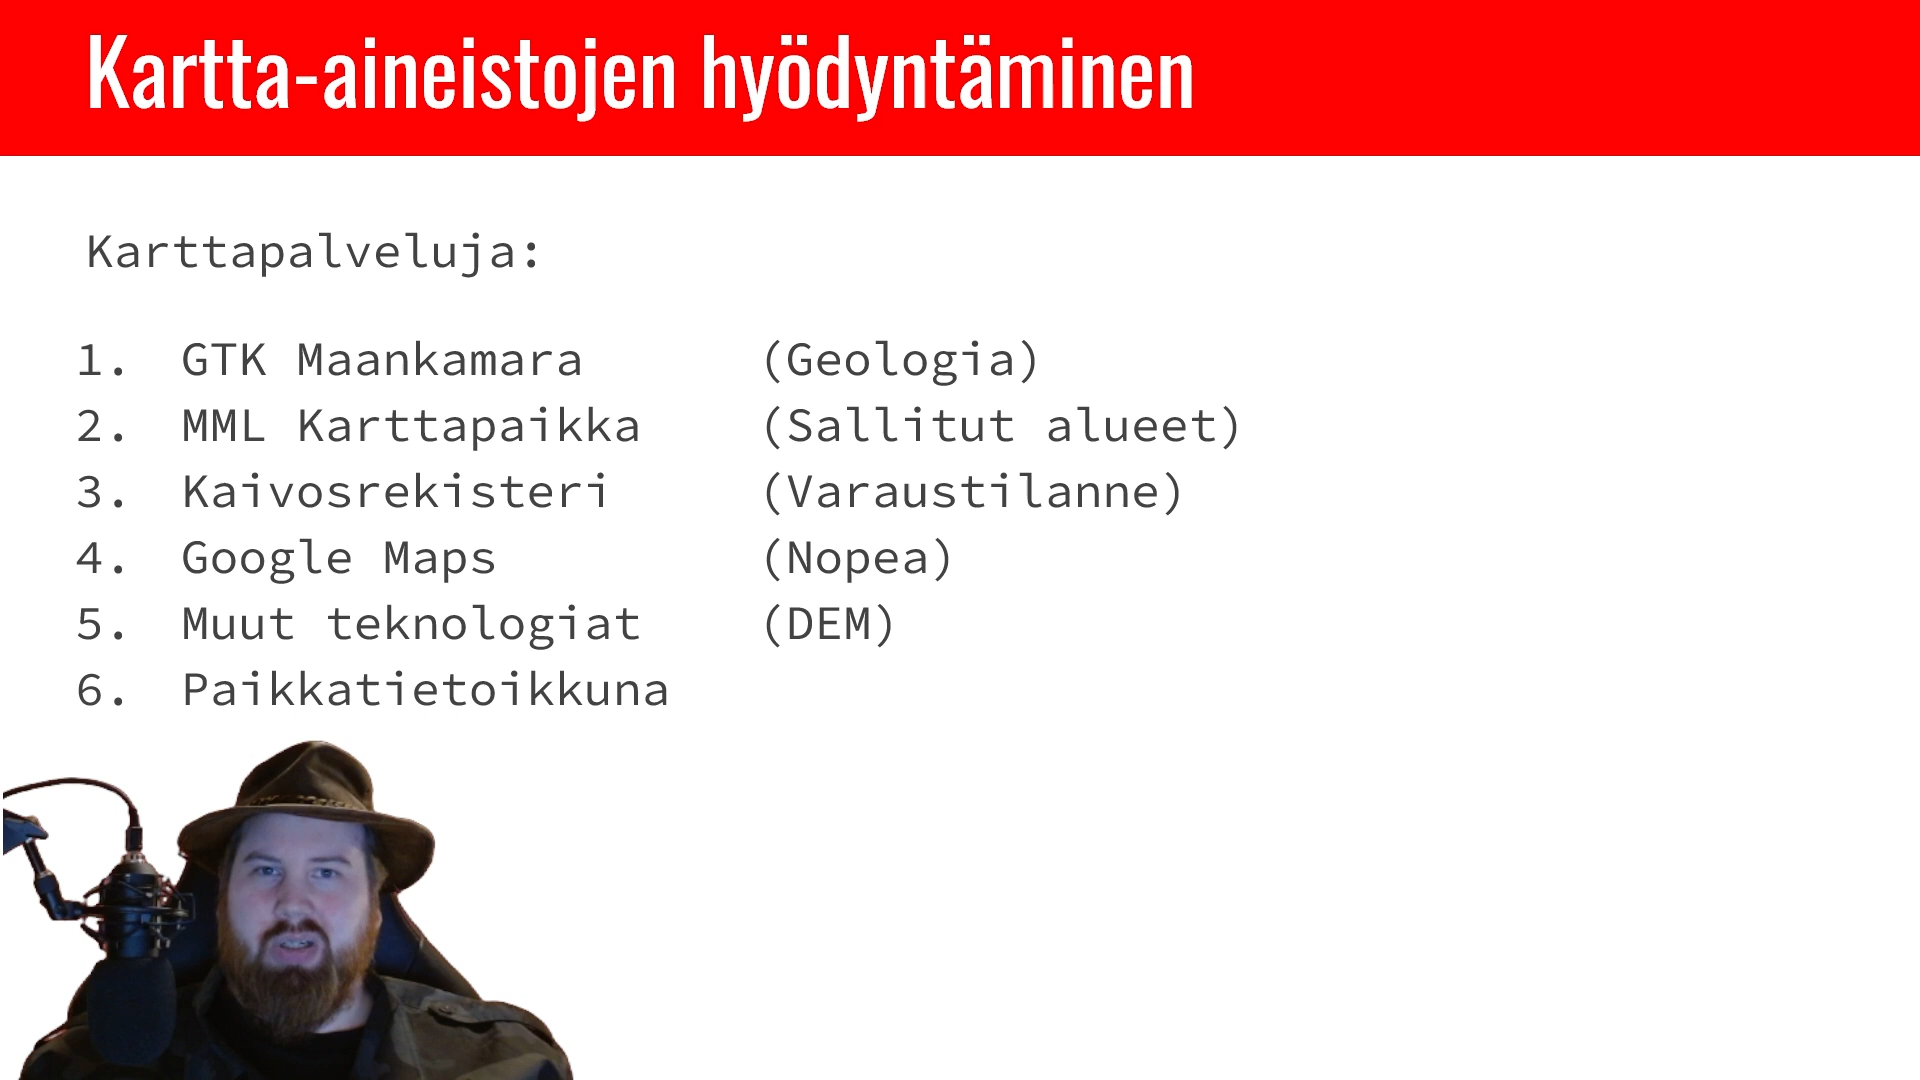 Kartta-aineistojen hyödyntäminen
Karttapalveluja:
1. GTK Maankamara (Geologia)
2. MML Karttapaikka (Sallitut alueet)
3. Kaivosrekisteri (Varaustilanne)
4. Google Maps (Nopea)
5. Muut teknologiat (DEM)
6. Paikkatietoikkuna